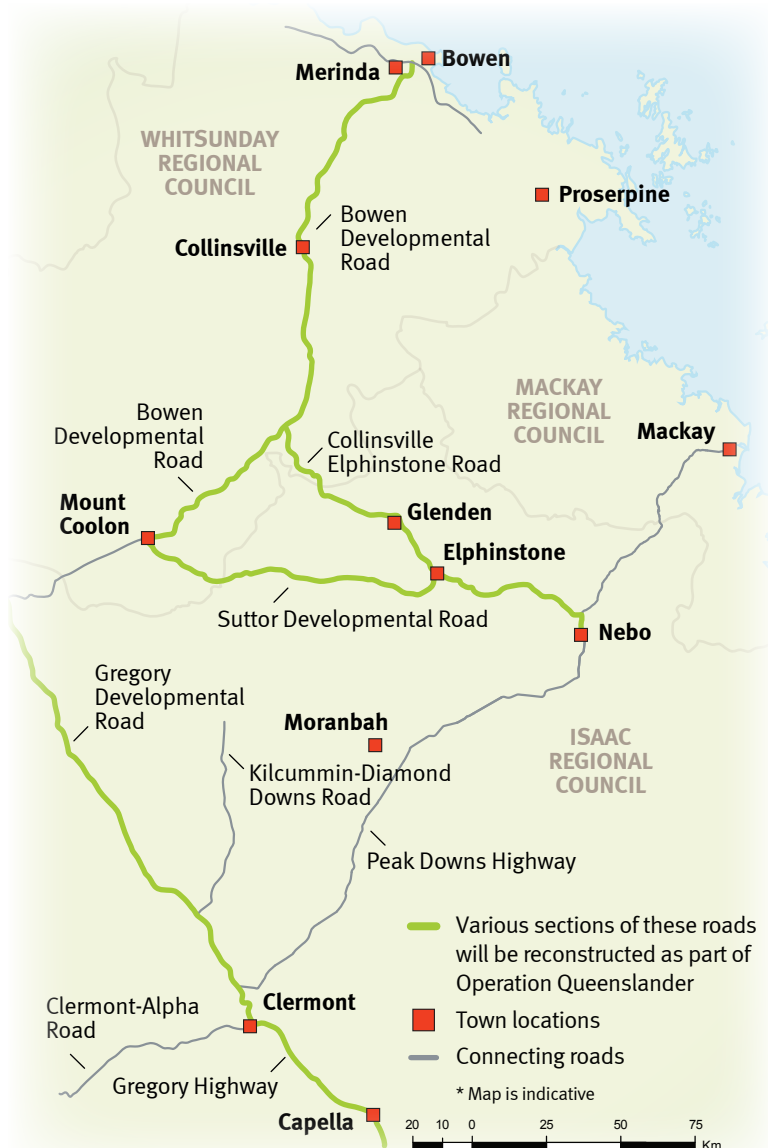 Bowen
Merinda
WHITSUNDAY
REGIONAL
COUNCIL
Proserpine
Bowen
Developmental
Road
Collinsville
MACKAY
REGIONAL
COUNCIL
Bowen
Developmental
Road
Mackay
Collinsville
Elphinstone Road
Mount
Coolon
Glenden
Elphinstone
Suttor Developmental Road
Nebo
Gregory
Developmental
Road
Moranbah
ISAAC
REGIONAL
COUNCIL
Kilcummin-Diamond
Downs Road
Peak Downs Highway
Various sections of these roads
will be reconstructed as part of
Operation Queenslander
Clermont
Town locations
Clermont-Alpha
Road
Connecting roads
Gregory Highway
* Map is indicative
Capella
20 10 0 25 50 75
Km